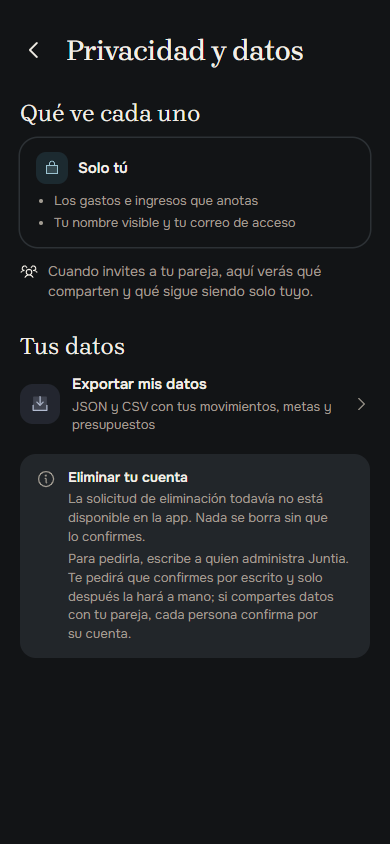 Privacidad y datos
Qué ve cada uno
Solo tú
• Los gastos e ingresos que anotas
• Tu nombre visible y tu correo de acceso
Cuando invites a tu pareja, aquí verás qué
comparten y qué sigue siendo solo tuyo.
Tus datos
Exportar mis datos
JSON y CSV con tus movimientos, metas y
presupuestos
Eliminar tu cuenta
La solicitud de eliminación todavía no está
disponible en la app. Nada se borra sin que
lo confirmes.
Para pedirla, escribe a quien administra Juntia.
Te pedirá que confirmes por escrito y solo
después la hará a mano; si compartes datos
con tu pareja, cada persona confirma por
su cuenta.